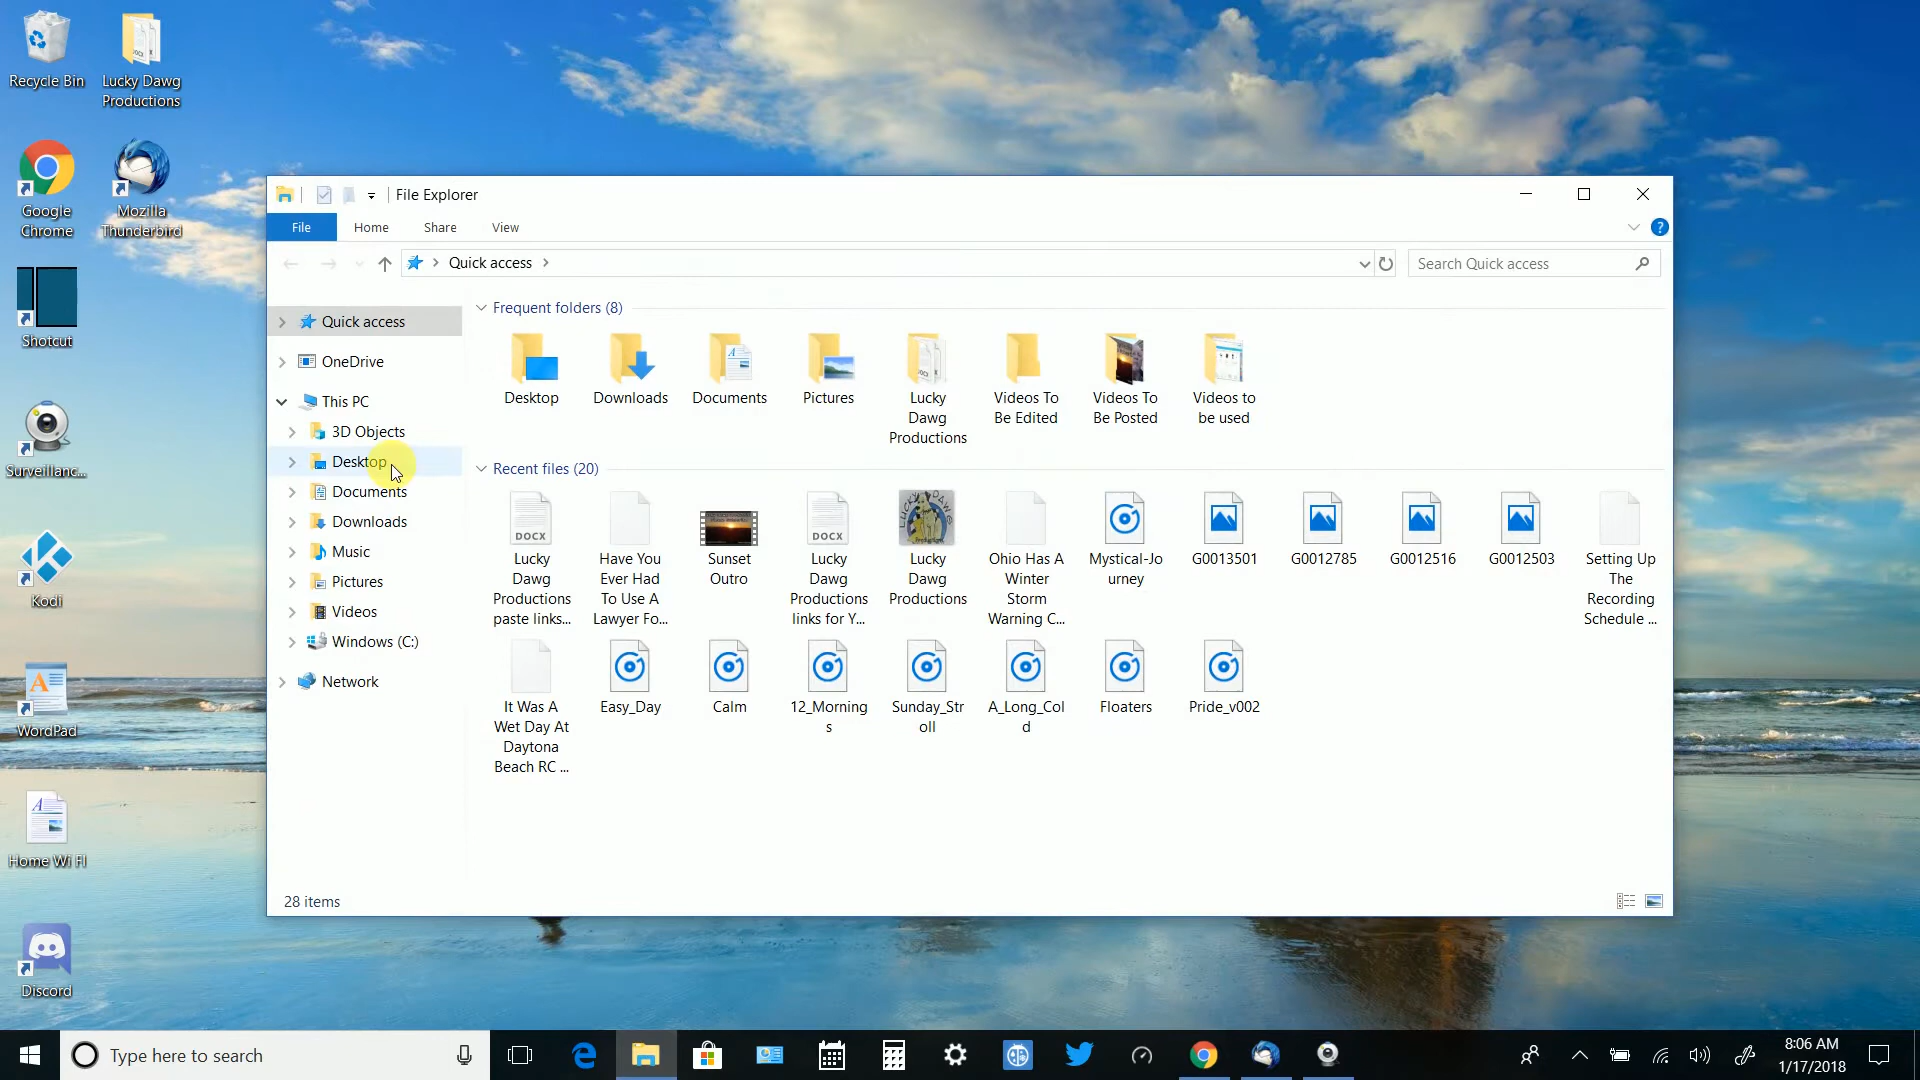 Recycle Bin
Lucky Dawg
Productions
Google
Chrome
Mozilla
Thunderbird
Shotcut
Surveillanc...
Kodi
WordPad
Home Wi FI
Discord
File Explorer
File
Home
Share
View
Quick access
Search Quick access
Quick access
OneDrive
This PC
3D Objects
Desktop
Documents
Downloads
Music
Pictures
Videos
Windows (C:)
Network
Frequent folders (8)
Desktop
Downloads
Documents
Pictures
Lucky
Dawg
Productions
Videos To
Be Edited
Videos To
Be Posted
Videos to
be used
Recent files (20)
DOCX
Lucky
Dawg
Productions
paste links...
Have You
Ever Had
To Use A
Lawyer Fo...
Sunset
Outro
DOCX
Lucky
Dawg
Productions
links for Y...
Lucky
Dawg
Productions
Ohio Has A
Winter
Storm
Warning C...
Mystical-Jo
urney
G0013501
G0012785
G0012516
G0012503
Setting Up
The
Recording
Schedule ...
It Was A
Wet Day At
Daytona
Beach RC ...
Easy_Day
Calm
12_Morning
s
Sunday_Str
oll
A_Long_Col
d
Floaters
Pride_v002
28 items
Type here to search
8:06 AM
1/17/2018